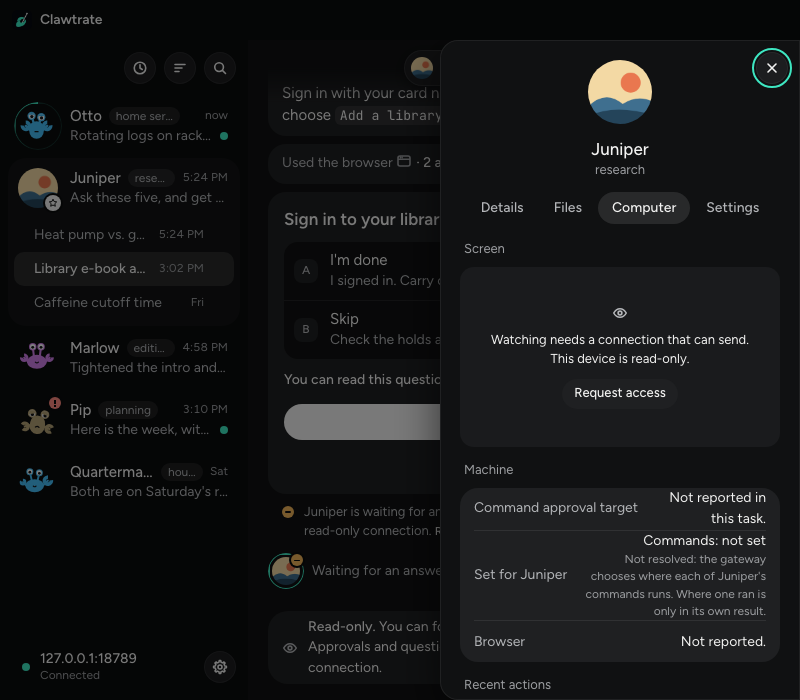 Clawtrate
Otto home ser... now
Rotating logs on rack...
Juniper rese... 5:24 PM
Ask these five, and get ...
Heat pump vs. g... 5:24 PM
Library e-book a... 3:02 PM
Caffeine cutoff time Fri
Marlow editi... 4:58 PM
Tightened the intro and...
Pip planning 3:10 PM
Here is the week, wit...
Quarterma... hou... Sat
Both are on Saturday's r...
127.0.0.1:18789
Connected
Sign in with your card n
choose Add a library
Used the browser · 2 a
Sign in to your librar
A
I'm done
I signed in. Carry o
B
Skip
Check the holds a
You can read this questio
Juniper is waiting for an
read-only connection. R
Waiting for an answe
Read-only. You can fo
Approvals and questi
connection.
Juniper
research
Details Files Computer Settings
Screen
Watching needs a connection that can send.
This device is read-only.
Request access
Machine
Command approval target
Not reported in
this task.
Set for Juniper
Commands: not set
Not resolved: the gateway
chooses where each of Juniper's
commands runs. Where one ran is
only in its own result.
Browser
Not reported.
Recent actions